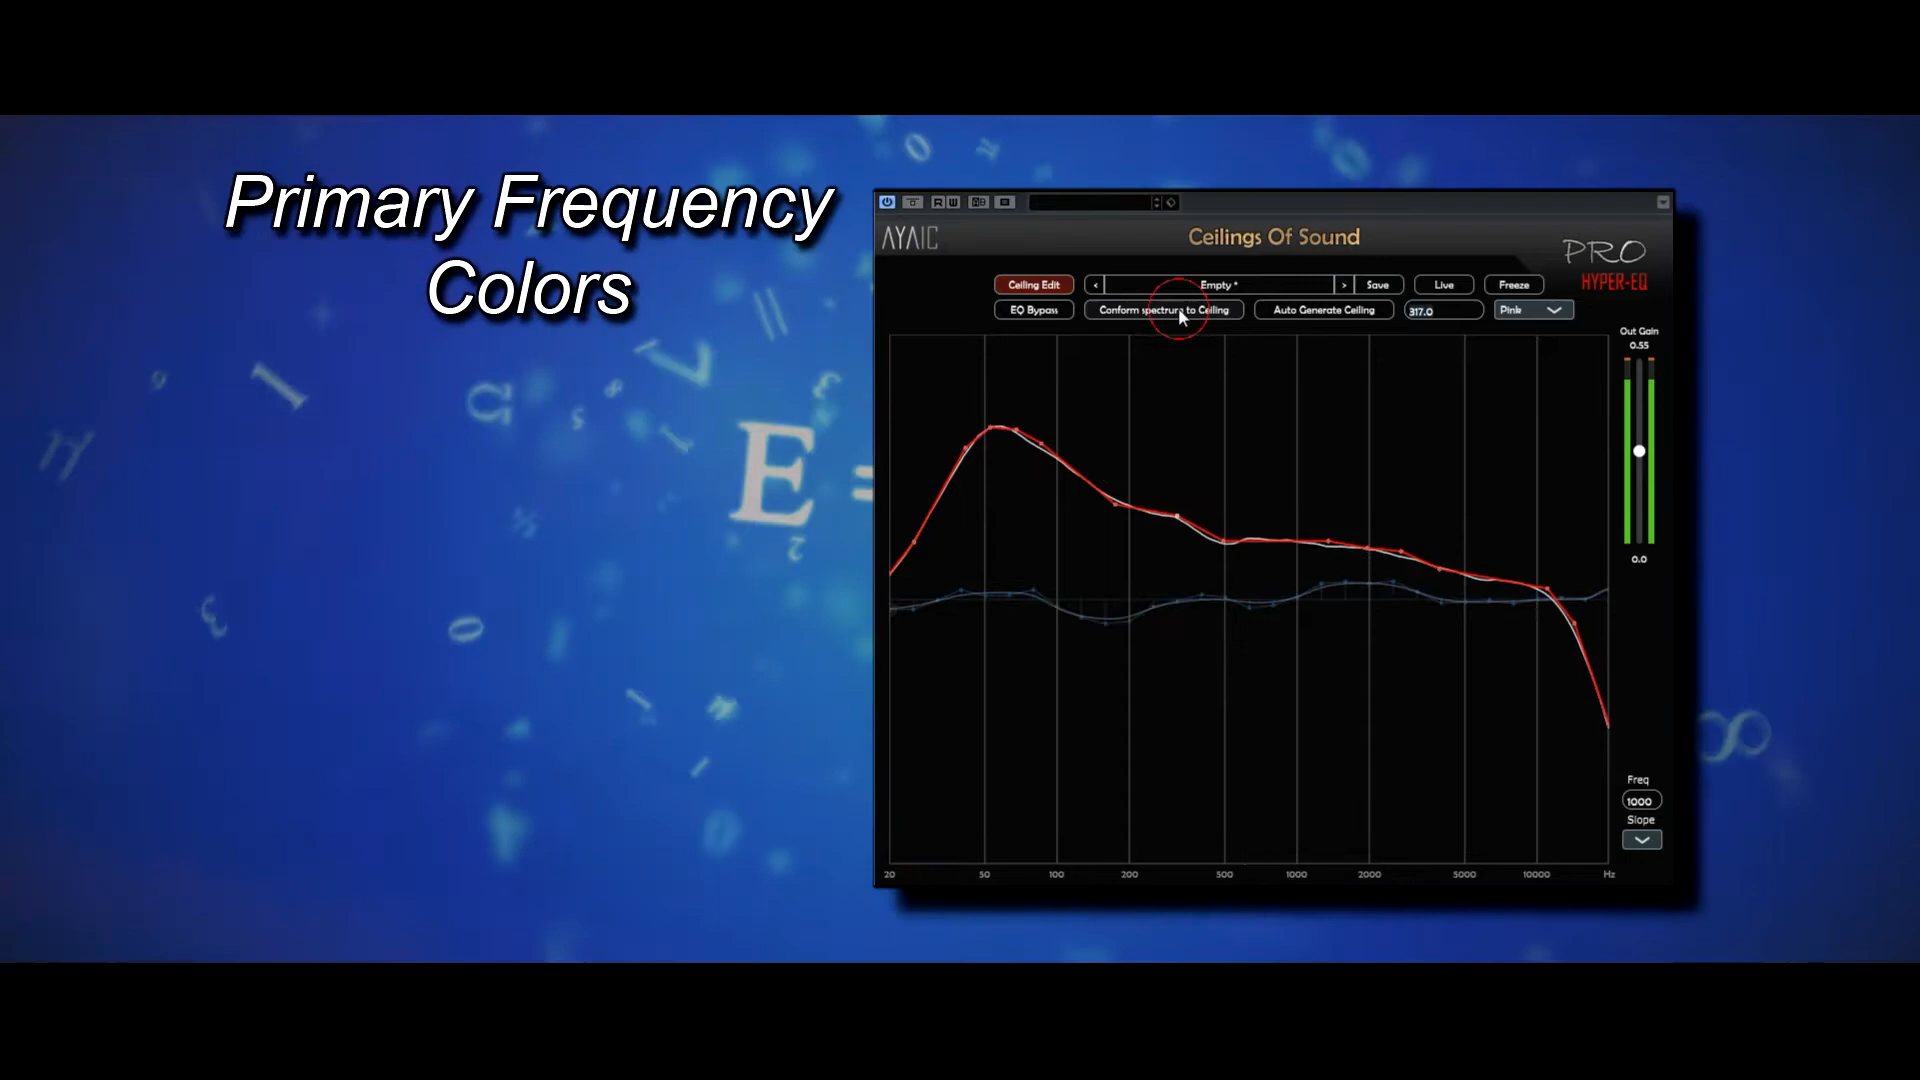 Primary Frequency
Colors
AYAIC
Ceilings Of Sound
PRO
HYPER-EQ
Ceiling Edit
<
Empty *
>
Save
Live
Freeze
EQ Bypass
Conform spectrum to Ceiling
Auto Generate Ceiling
317.0
Pink
Out Gain
0.55
0.0
Freq
1000
Slope
20 50 100 200 500 1000 2000 5000 10000 Hz
E =
2